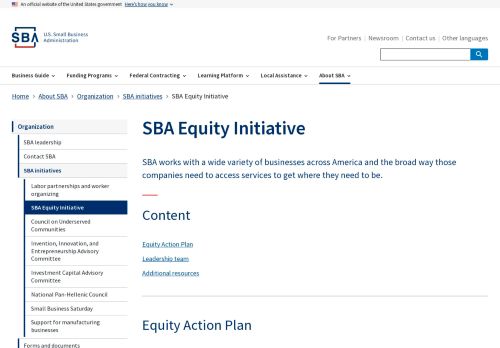 An official website of the United States government Here's how you know
SBA U.S. Small Business
Administration
For Partners Newsroom Contact us Other languages
Business Guide Funding Programs Federal Contracting Learning Platform Local Assistance About SBA
Home About SBA Organization SBA initiatives SBA Equity Initiative
Organization
SBA leadership
Contact SBA
SBA initiatives
Labor partnerships and worker
organizing
SBA Equity Initiative
Council on Underserved
Communities
Invention, Innovation, and
Entrepreneurship Advisory
Committee
Investment Capital Advisory
Committee
National Pan-Hellenic Council
Small Business Saturday
Support for manufacturing
businesses
Forms and documents
SBA Equity Initiative
SBA works with a wide variety of businesses across America and the broad way those
companies need to access services to get where they need to be.
Content
Equity Action Plan
Leadership team
Additional resources
Equity Action Plan